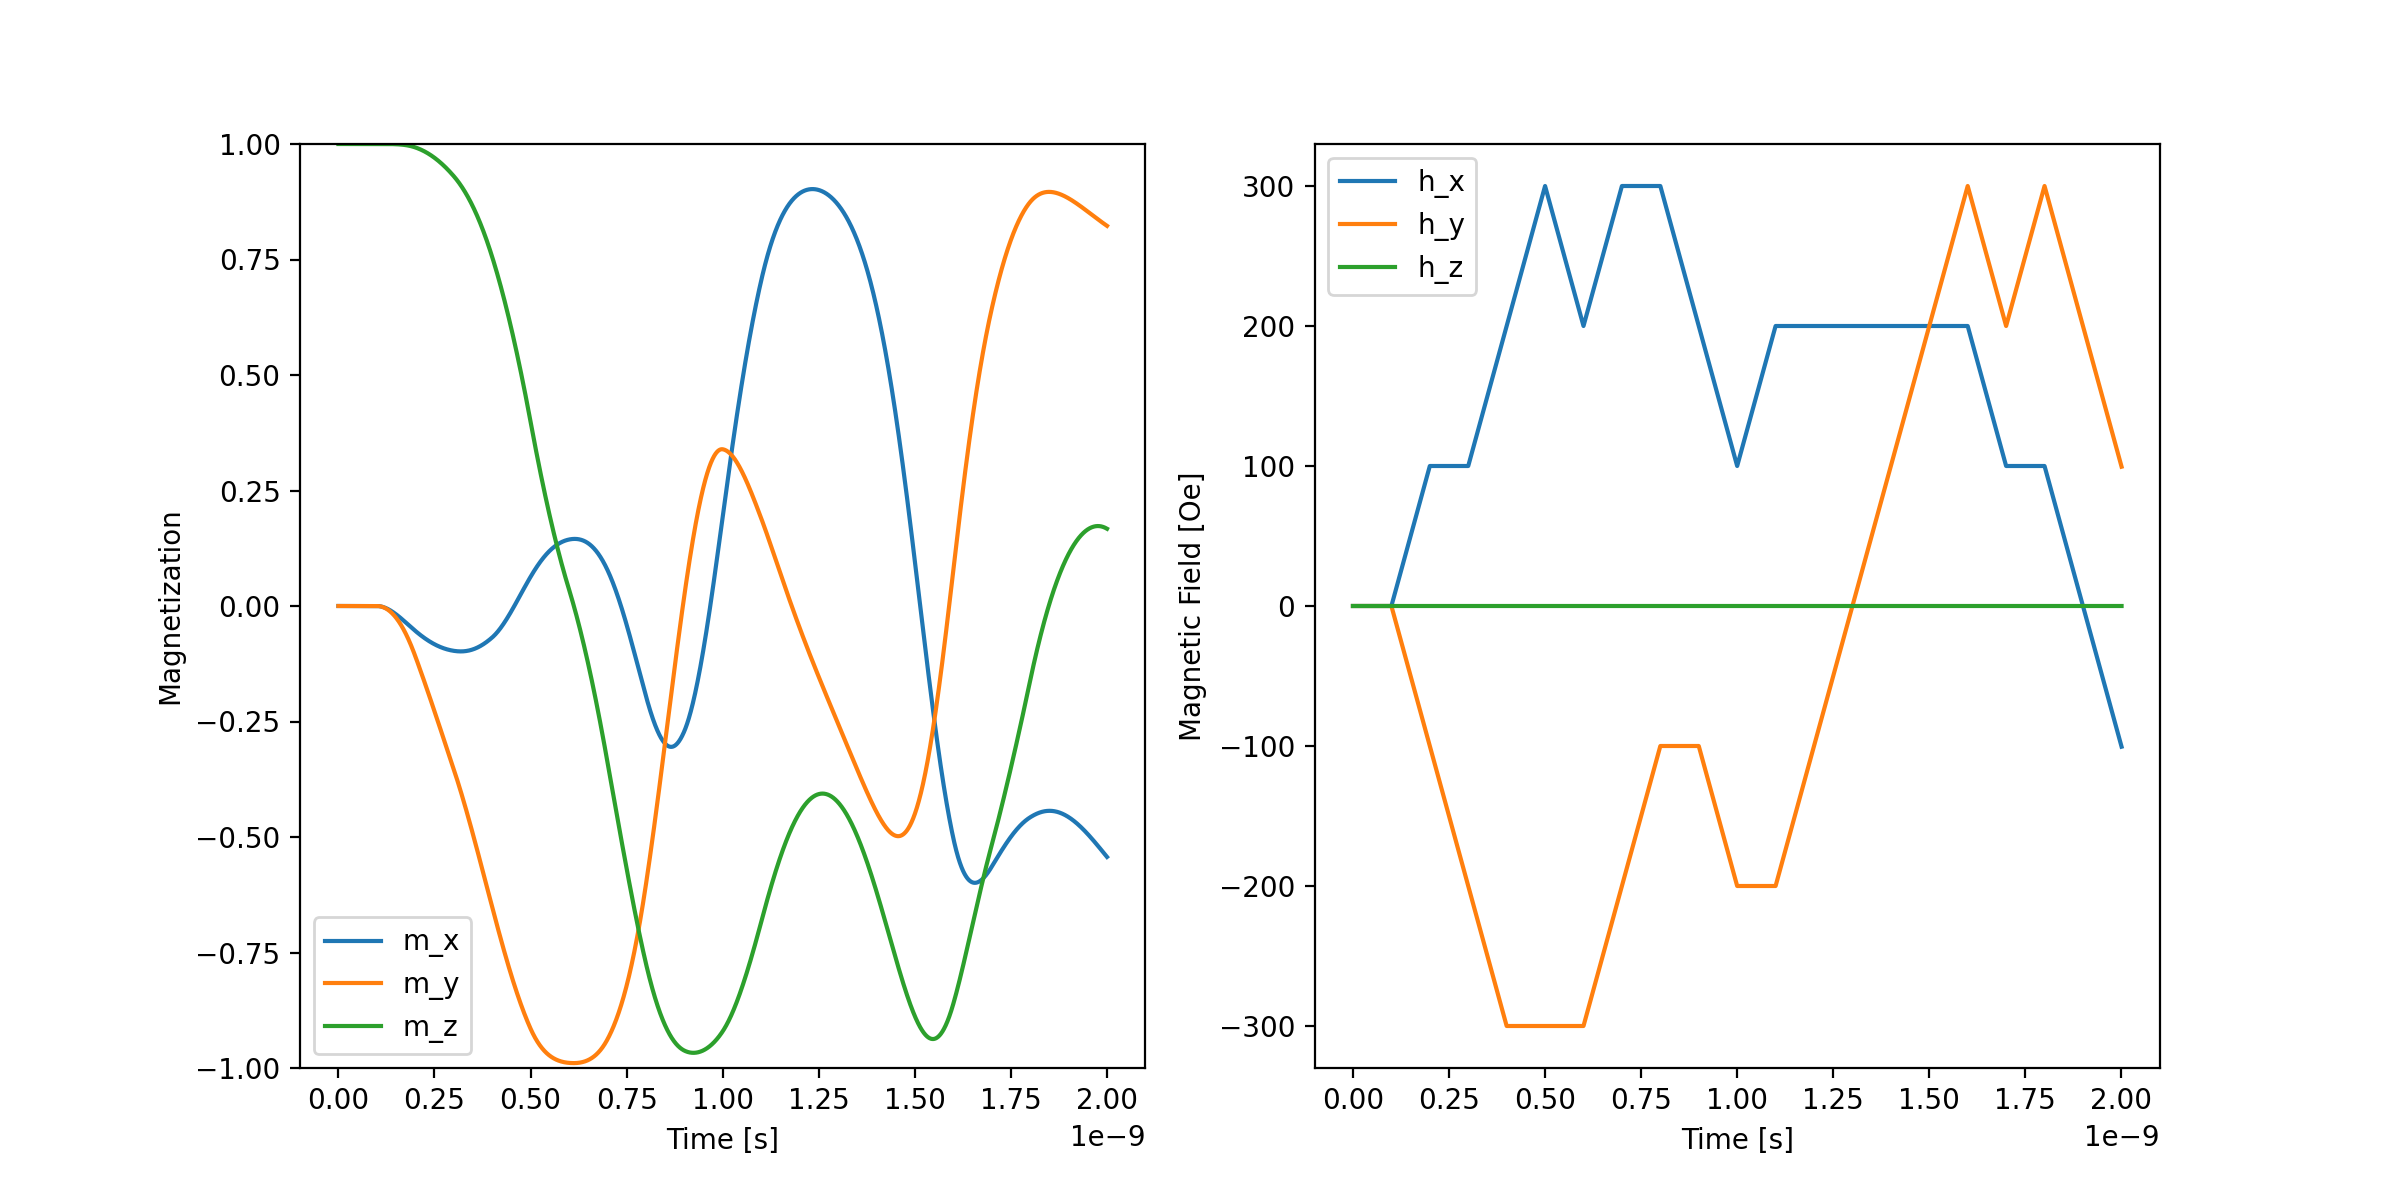 1.00
0.75
0.50
0.25
0.00
−0.25
−0.50
−0.75
−1.00
Magnetization
m_x
m_y
m_z
0.00 0.25 0.50 0.75 1.00 1.25 1.50 1.75 2.00
Time [s]
1e−9
300
200
100
0
−100
−200
−300
Magnetic Field [Oe]
h_x
h_y
h_z
0.00 0.25 0.50 0.75 1.00 1.25 1.50 1.75 2.00
Time [s]
1e−9